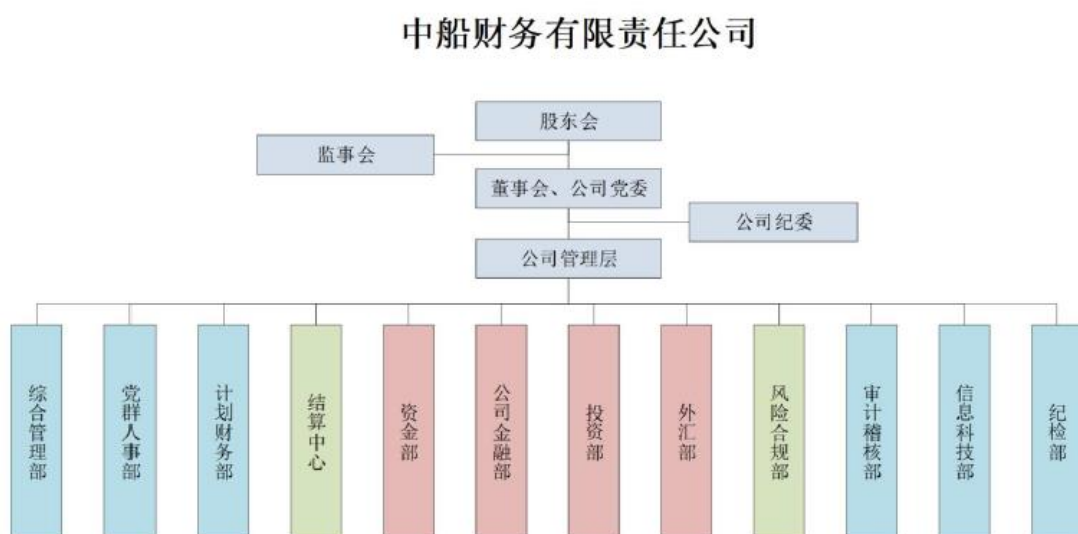 中船财务有限责任公司
股东会
监事会
董事会、公司党委
公司纪委
公司管理层
综合管理部
党群人事部
计划财务部
结算中心
资金部
公司金融部
投资部
外汇部
风险合规部
审计稽核部
信息科技部
纪检部